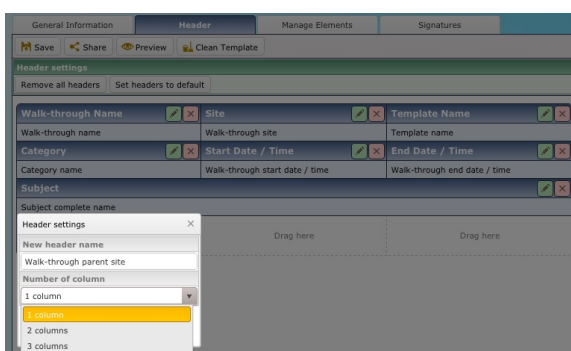 General Information Header Manage Elements Signatures
Save Share Preview Clean Template
Header settings
Remove all headers Set headers to default
Walk-through Name Site Template Name
Walk-through name Walk-through site Template name
Category Start Date / Time End Date / Time
Category name Walk-through start date / time Walk-through end date / time
Subject
Subject complete name
Header settings
New header name
Drag here Drag here
Walk-through parent site
Number of column
1 column
1 column
2 columns
3 columns